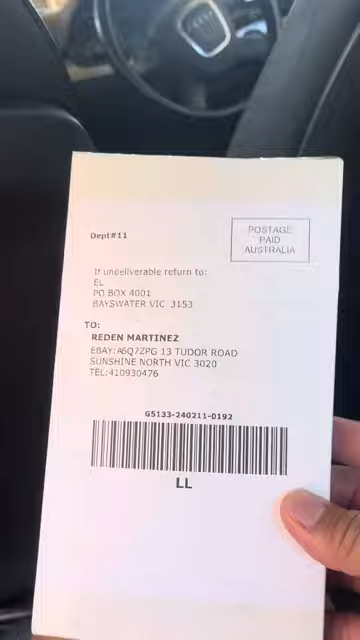 Dept#11
POSTAGE
PAID
AUSTRALIA
If undeliverable return to:
EL
PO BOX 4001
BAYSWATER VIC 3153
TO:
REDEN MARTINEZ
EBAY:A6Q7ZPG 13 TUDOR ROAD
SUNSHINE NORTH VIC 3020
TEL:410930476
G5133-240211-0192
LL